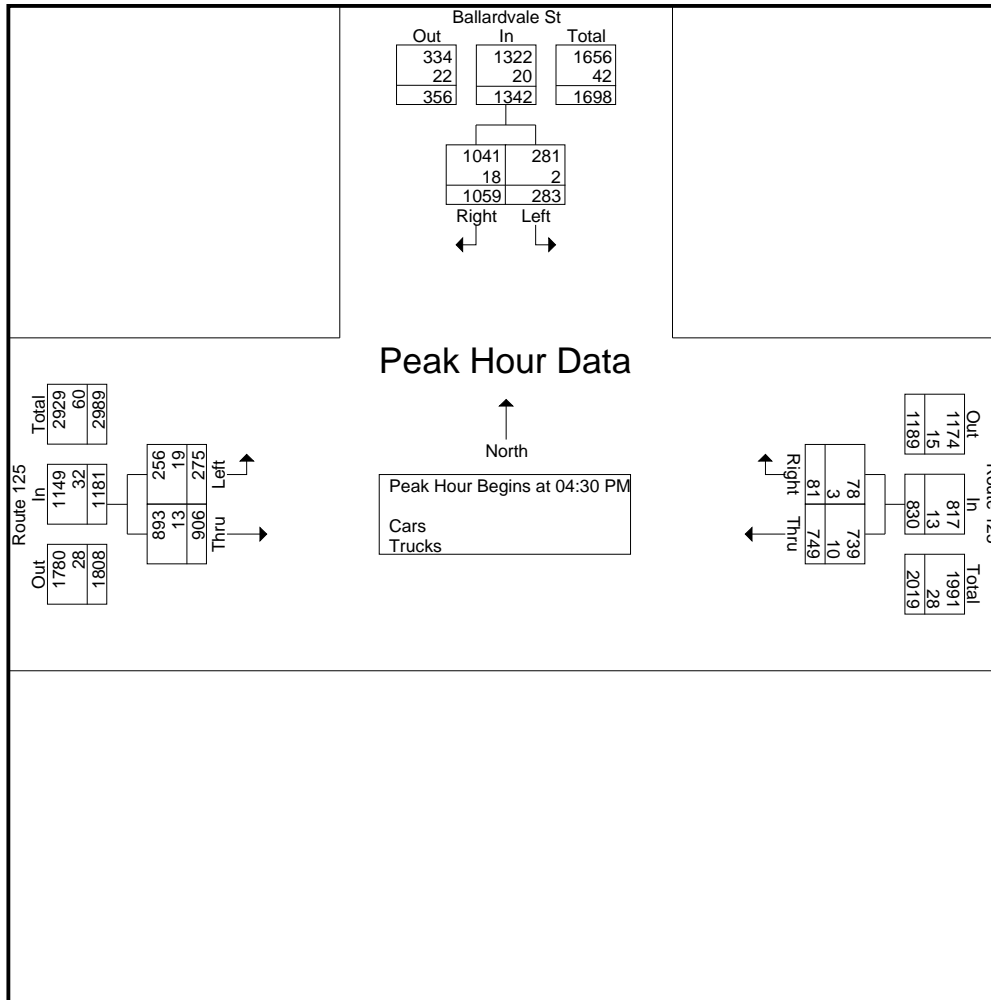 Ballardvale St
Out In Total
334 1322 1656
22 20 42
356 1342 1698
1041 281
18 2
1059 283
Right Left
Peak Hour Data
North
Peak Hour Begins at 04:30 PM
Cars
Trucks
Route 125
Total In Out
2929 1149 1780
60 32 28
2989 1181 1808
256 893
19 13
275 906
Left Thru
Out In Total
1174 817 1991
15 13 28
1189 830 2019
78 739
3 10
81 749
Right Thru